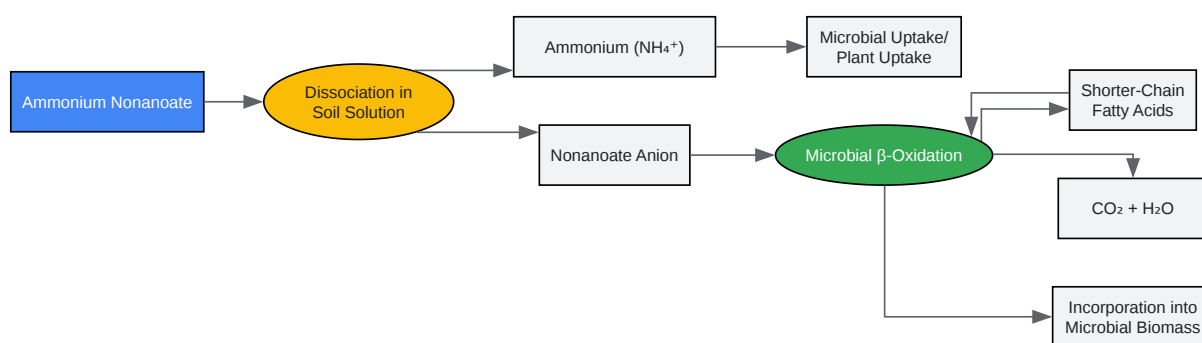 Ammonium Nonanoate
Dissociation in
Soil Solution
Ammonium (NH₄⁺)
Microbial Uptake/
Plant Uptake
Nonanoate Anion
Microbial β-Oxidation
Shorter-Chain
Fatty Acids
CO₂ + H₂O
Incorporation into
Microbial Biomass